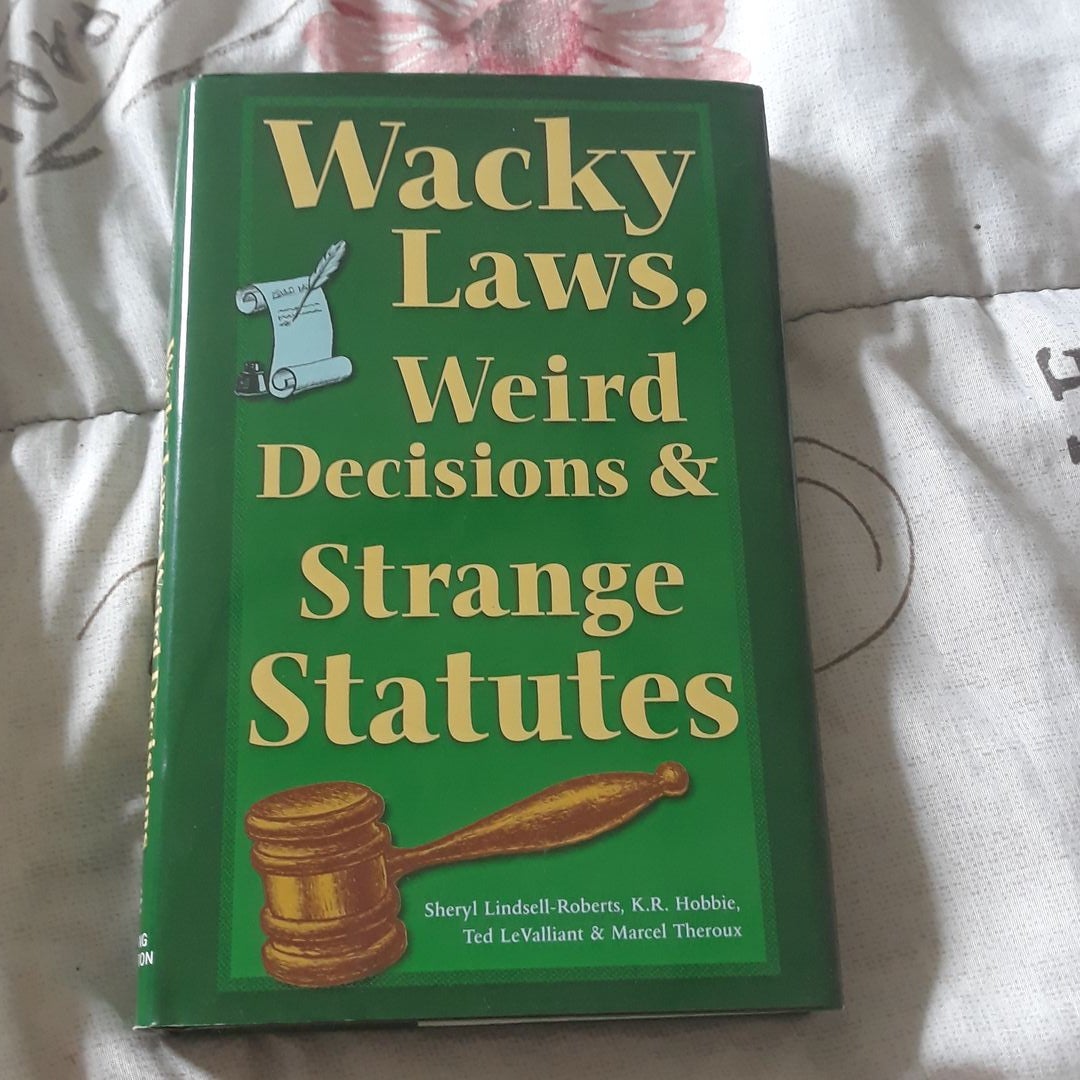 Wacky
Laws,
Weird
Decisions &
Strange
Statutes
Sheryl Lindsell-Roberts, K.R. Hobbie,
Ted LeValliant & Marcel Theroux